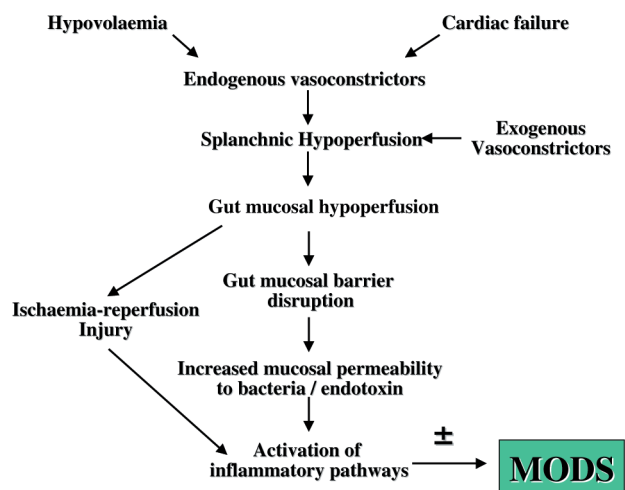 Hypovolaemia
Cardiac failure
Endogenous vasoconstrictors
Splanchnic Hypoperfusion
Exogenous
Vasoconstrictors
Gut mucosal hypoperfusion
Gut mucosal barrier
disruption
Ischaemia-reperfusion
Injury
Increased mucosal permeability
to bacteria / endotoxin
Activation of
inflammatory pathways
±
MODS